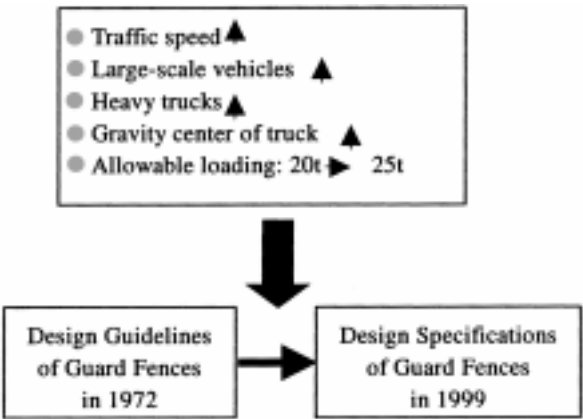 Traffic speed
Large-scale vehicles
Heavy trucks
Gravity center of truck
Allowable loading: 20t 25t
Design Guidelines
of Guard Fences
in 1972
Design Specifications
of Guard Fences
in 1999